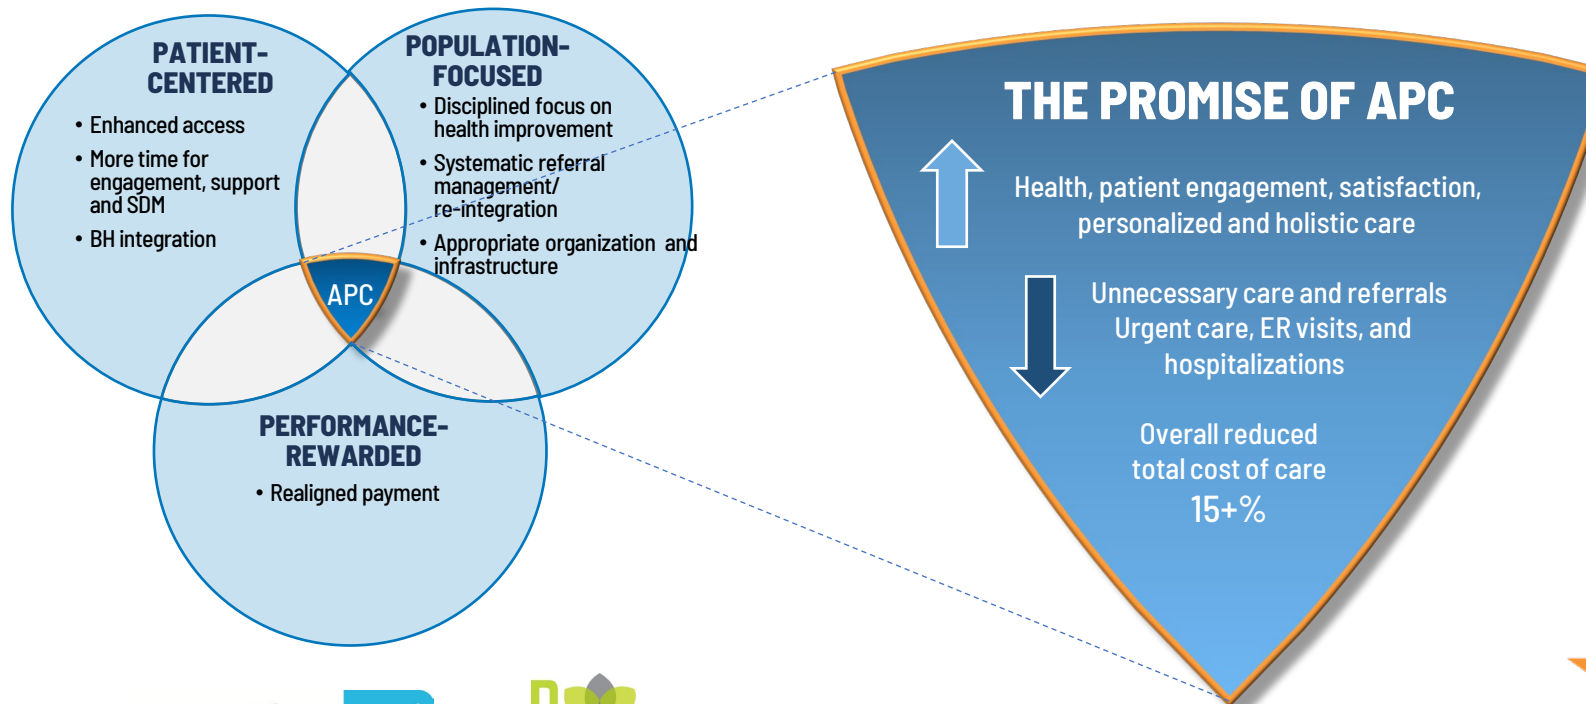 PATIENT-
CENTERED
• Enhanced access
• More time for
engagement, support
and SDM
• BH integration
POPULATION-
FOCUSED
• Disciplined focus on
health improvement
• Systematic referral
management/
re-integration
• Appropriate organization and
infrastructure
APC
PERFORMANCE-
REWARDED
• Realigned payment
THE PROMISE OF APC
Health, patient engagement, satisfaction,
personalized and holistic care
Unnecessary care and referrals
Urgent care, ER visits, and
hospitalizations
Overall reduced
total cost of care
15+%